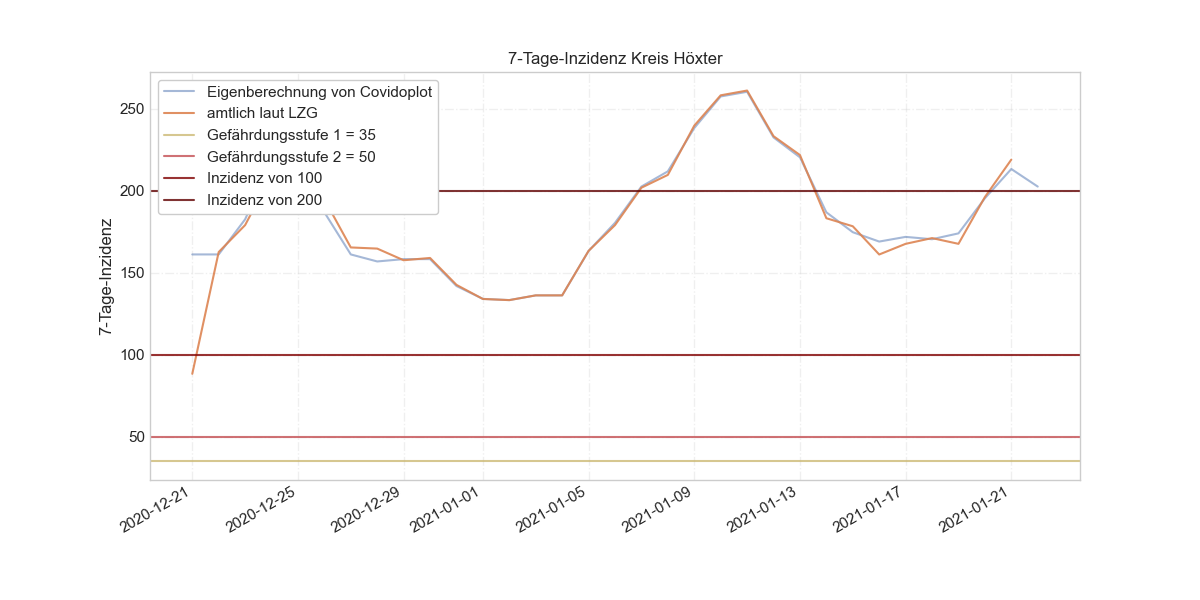 7-Tage-Inzidenz Kreis Höxter
Eigenberechnung von Covidoplot
amtlich laut LZG
Gefährdungsstufe 1 = 35
Gefährdungsstufe 2 = 50
Inzidenz von 100
Inzidenz von 200
7-Tage-Inzidenz
250
200
150
100
50
2020-12-21
2020-12-25
2020-12-29
2021-01-01
2021-01-05
2021-01-09
2021-01-13
2021-01-17
2021-01-21